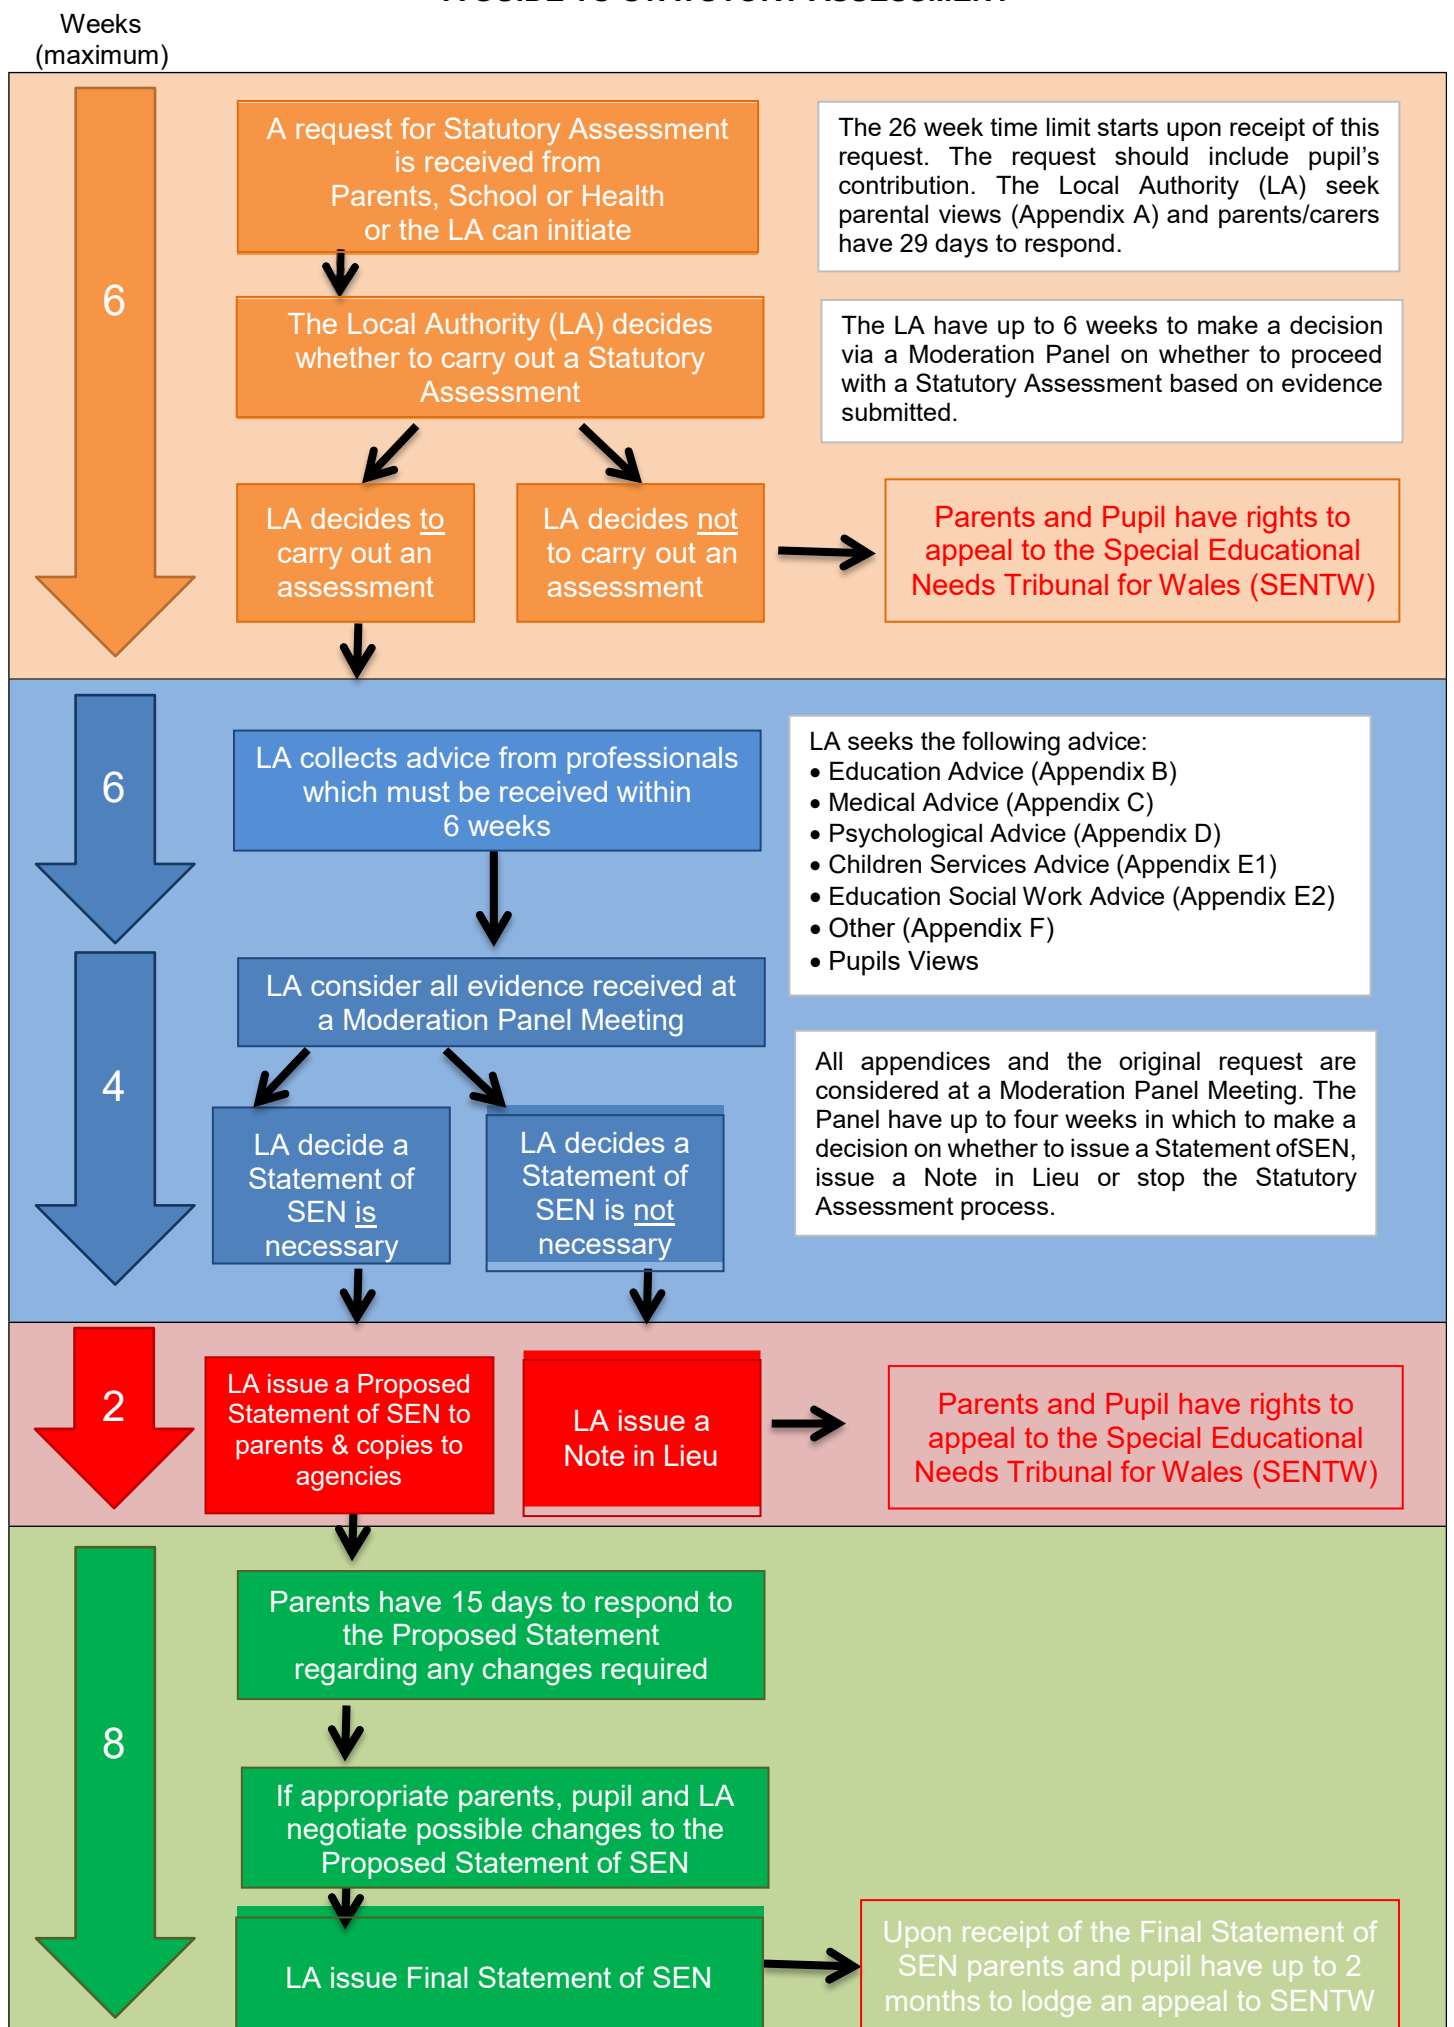 Weeks
(maximum)
6
A request for Statutory Assessment
is received from
Parents, School or Health
or the LA can initiate
The 26 week time limit starts upon receipt of this
request. The request should include pupil's
contribution. The Local Authority (LA) seek
parental views (Appendix A) and parents/carers
have 29 days to respond.
The Local Authority (LA) decides
whether to carry out a Statutory
Assessment
The LA have up to 6 weeks to make a decision
via a Moderation Panel on whether to proceed
with a Statutory Assessment based on evidence
submitted.
LA decides to
carry out an
assessment
LA decides not
to carry out an
assessment
Parents and Pupil have rights to
appeal to the Special Educational
Needs Tribunal for Wales (SENTW)
6
LA collects advice from professionals
which must be received within
6 weeks
LA seeks the following advice:
• Education Advice (Appendix B)
• Medical Advice (Appendix C)
• Psychological Advice (Appendix D)
• Children Services Advice (Appendix E1)
• Education Social Work Advice (Appendix E2)
• Other (Appendix F)
• Pupils Views
4
LA consider all evidence received at
a Moderation Panel Meeting
All appendices and the original request are
considered at a Moderation Panel Meeting. The
Panel have up to four weeks in which to make a
decision on whether to issue a Statement ofSEN,
issue a Note in Lieu or stop the Statutory
Assessment process.
LA decide a
Statement of
SEN is
necessary
LA decides a
Statement of
SEN is not
necessary
2
LA issue a Proposed
Statement of SEN to
parents & copies to
agencies
LA issue a
Note in Lieu
Parents and Pupil have rights to
appeal to the Special Educational
Needs Tribunal for Wales (SENTW)
8
Parents have 15 days to respond to
the Proposed Statement
regarding any changes required
If appropriate parents, pupil and LA
negotiate possible changes to the
Proposed Statement of SEN
LA issue Final Statement of SEN
Upon receipt of the Final Statement of
SEN parents and pupil have up to 2
months to lodge an appeal to SENTW